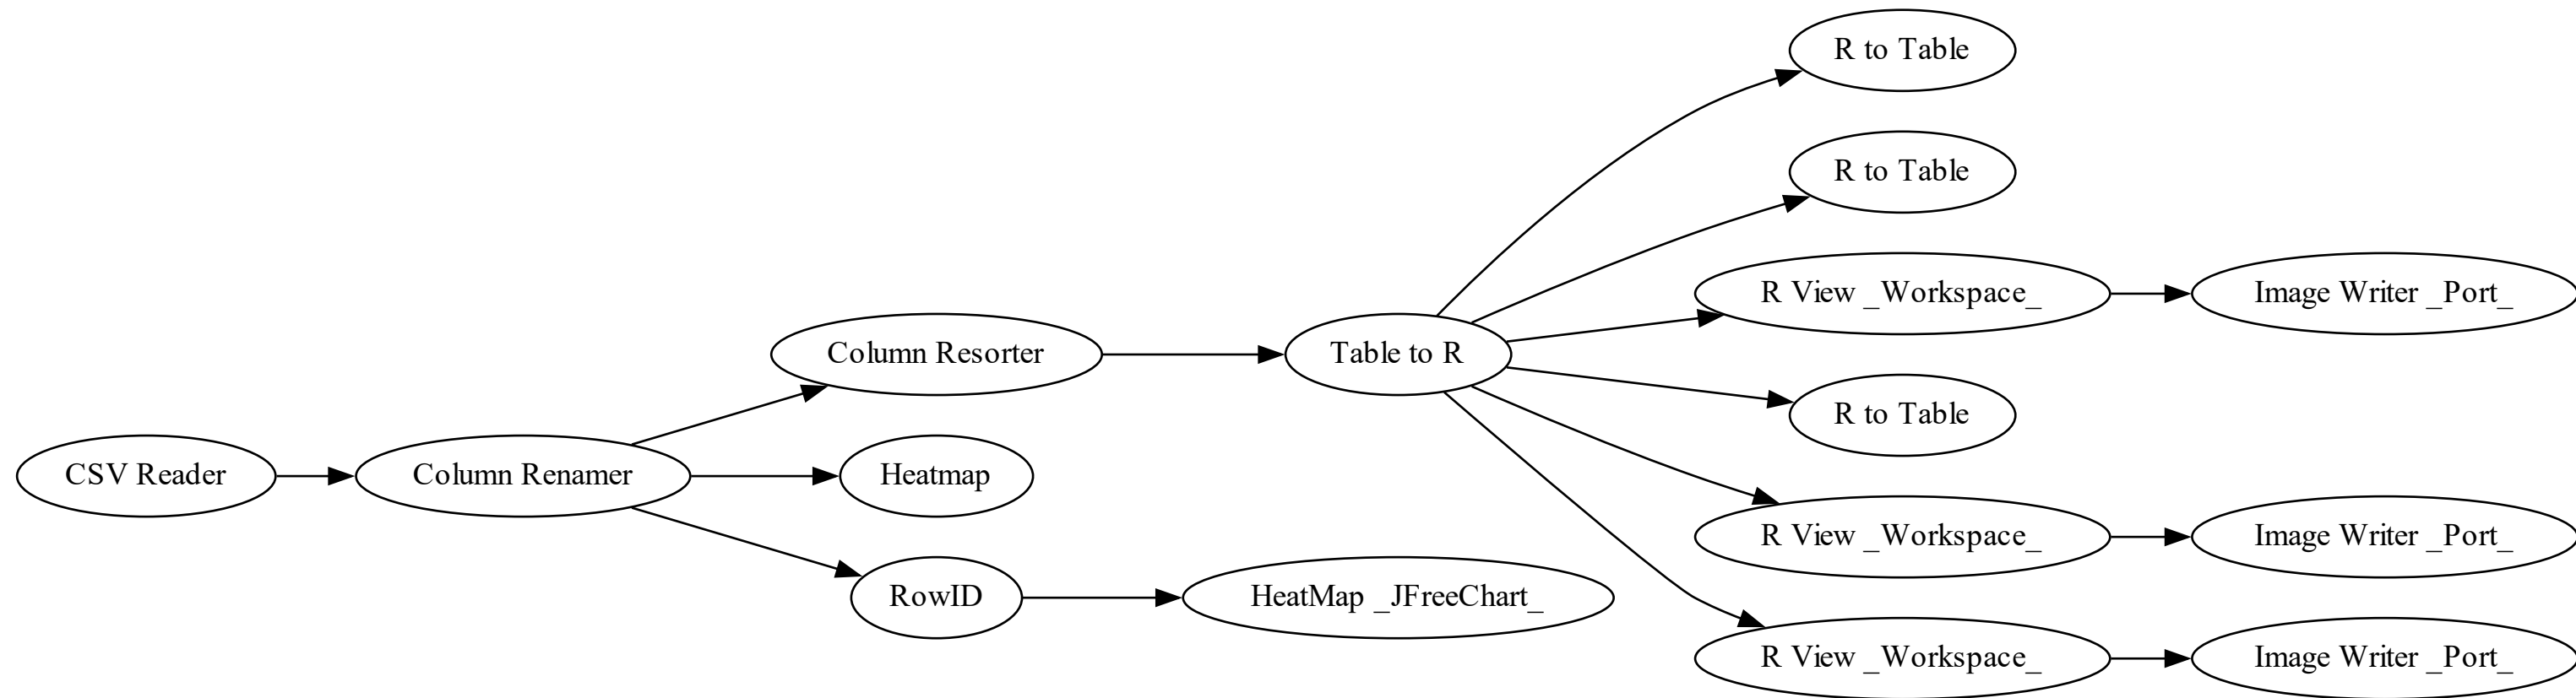 R to Table
R to Table
R View _Workspace_
Image Writer _Port_
Column Resorter
Table to R
R to Table
CSV Reader
Column Renamer
Heatmap
R View _Workspace_
Image Writer _Port_
RowID
HeatMap _JFreeChart_
R View _Workspace_
Image Writer _Port_